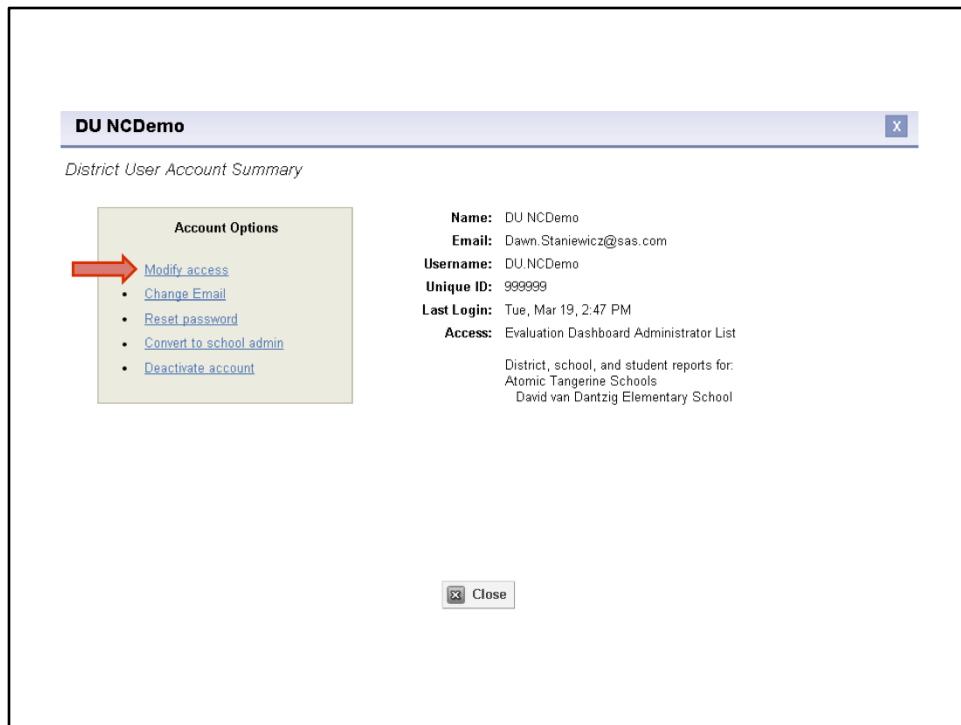 DU NCDemo
X
District User Account Summary
Account Options
Modify access
• Change Email
• Reset password
• Convert to school admin
• Deactivate account
Name: DU NCDemo
Email: Dawn.Staniewicz@sas.com
Username: DU.NCDemo
Unique ID: 999999
Last Login: Tue, Mar 19, 2:47 PM
Access: Evaluation Dashboard Administrator List
District, school, and student reports for:
Atomic Tangerine Schools
David van Dantzig Elementary School
Close